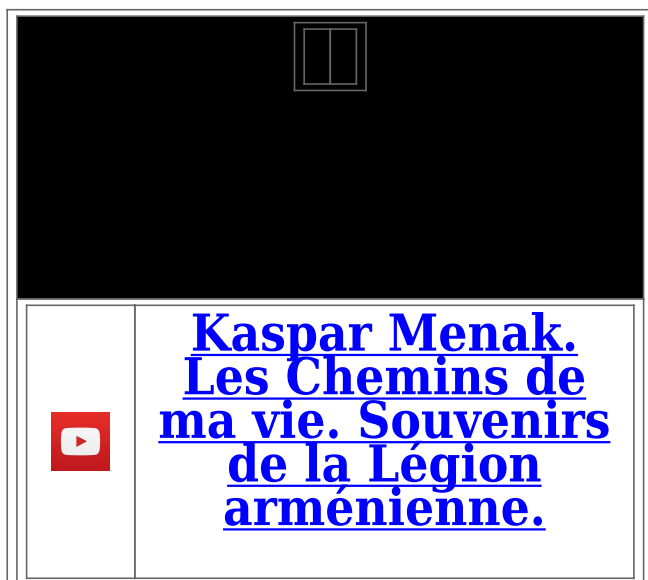 Kaspar Menak.
Les Chemins de
ma vie. Souvenirs
de la Légion
arménienne.